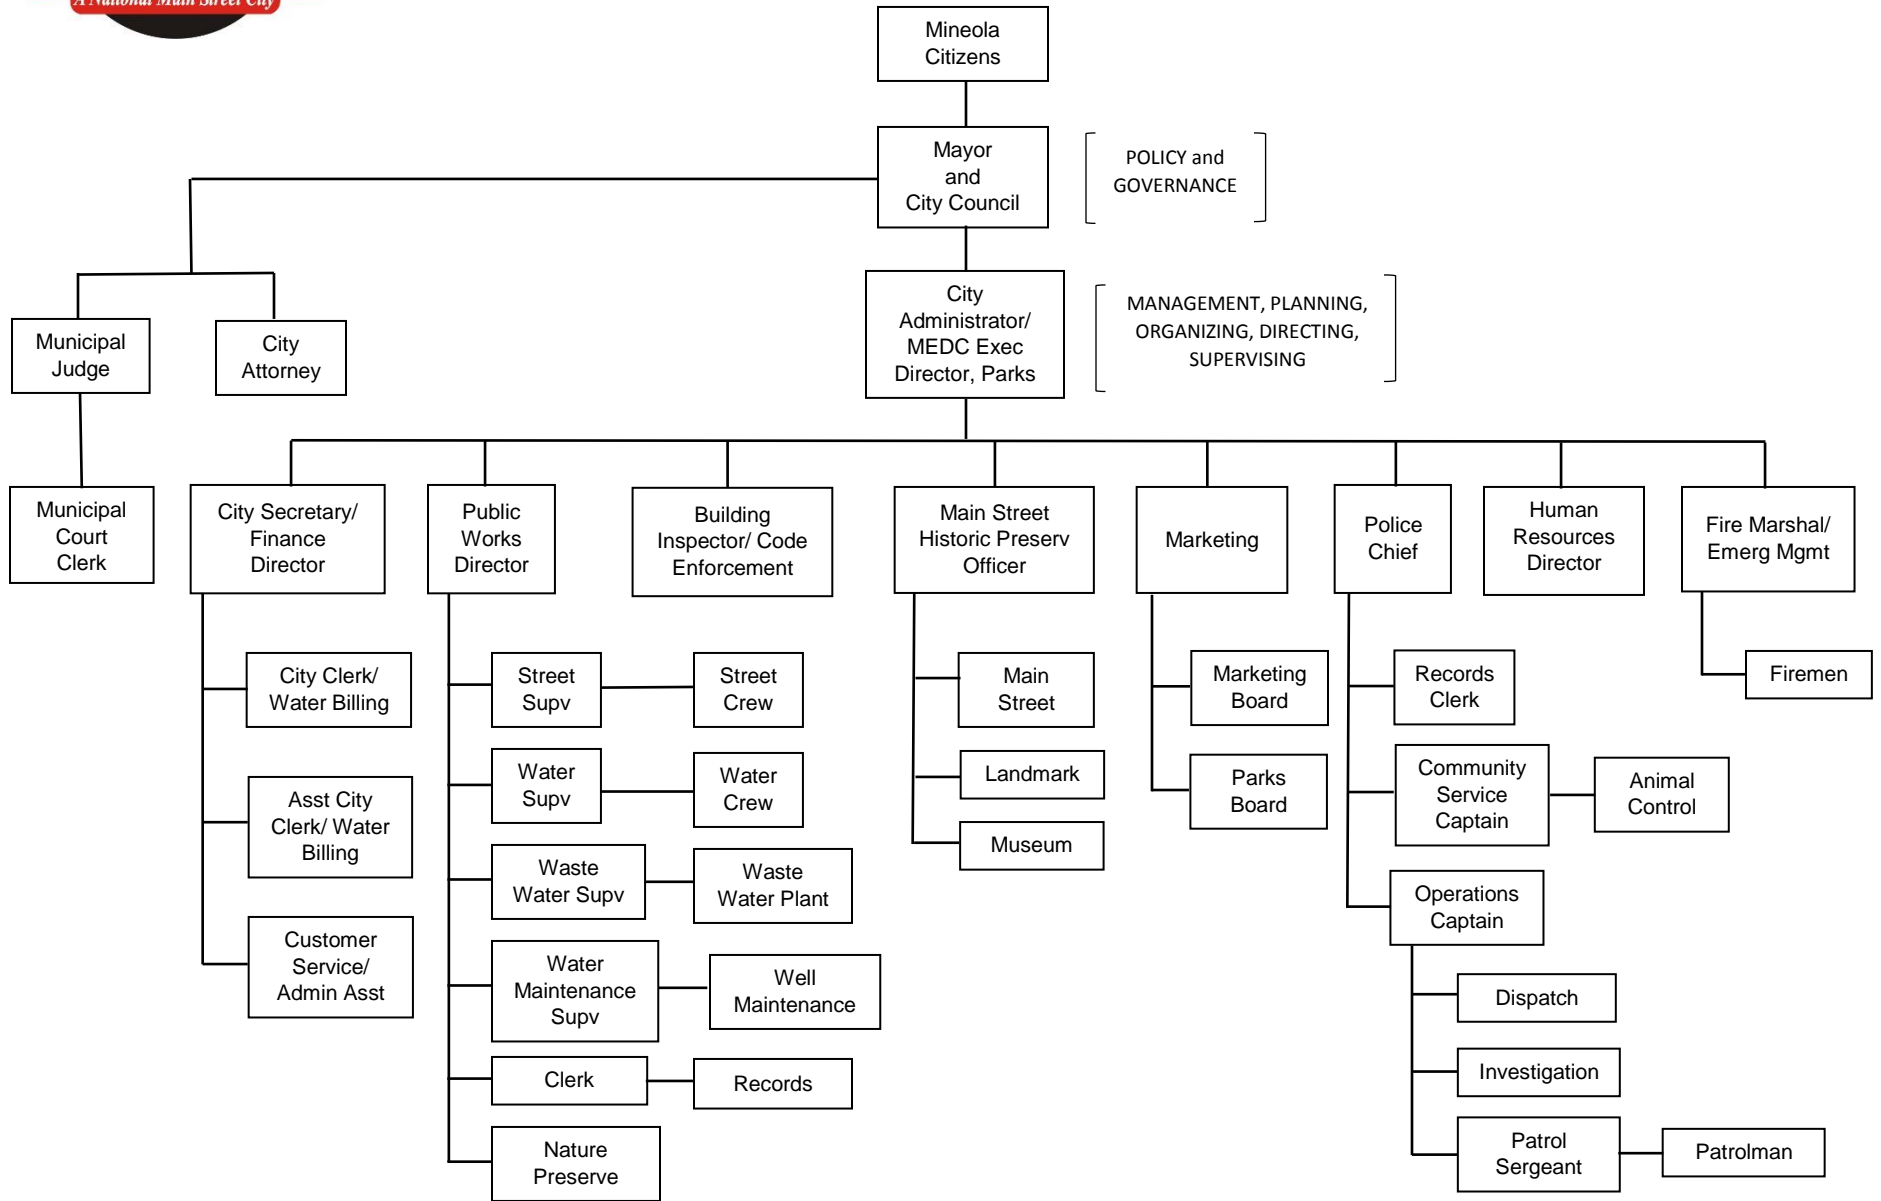 A National Main Street City
Mineola
Citizens
Mayor
and
City Council
POLICY and
GOVERNANCE
City
Administrator/
MEDC Exec
Director, Parks
MANAGEMENT, PLANNING,
ORGANIZING, DIRECTING,
SUPERVISING
Municipal
Judge
City
Attorney
Municipal
Court
Clerk
City Secretary/
Finance
Director
Public
Works
Director
Building
Inspector/ Code
Enforcement
Main Street
Historic Preserv
Officer
Marketing
Police
Chief
Human
Resources
Director
Fire Marshal/
Emerg Mgmt
City Clerk/
Water Billing
Asst City
Clerk/ Water
Billing
Customer
Service/
Admin Asst
Street
Supv
Street
Crew
Water
Supv
Water
Crew
Waste
Water Supv
Waste
Water Plant
Water
Maintenance
Supv
Well
Maintenance
Clerk
Records
Nature
Preserve
Main
Street
Landmark
Museum
Marketing
Board
Parks
Board
Records
Clerk
Community
Service
Captain
Animal
Control
Operations
Captain
Dispatch
Investigation
Patrol
Sergeant
Patrolman
Firemen